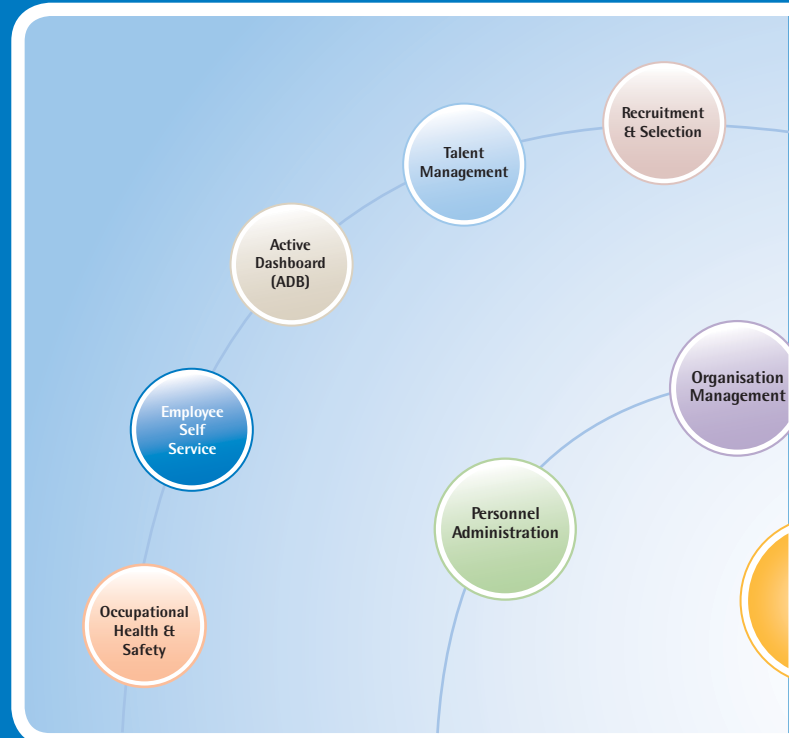 Recruitment
& Selection
Talent
Management
Active
Dashboard
(ADB)
Organisation
Management
Employee
Self
Service
Personnel
Administration
Occupational
Health &
Safety